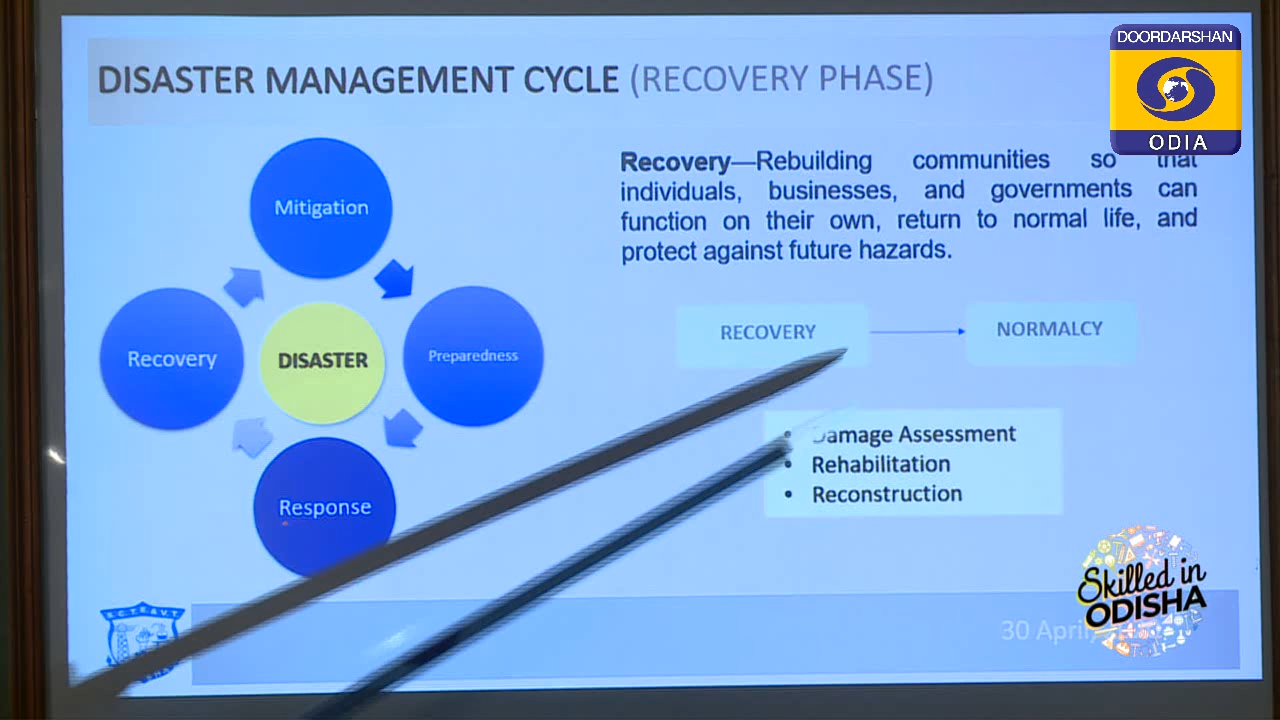 DISASTER MANAGEMENT CYCLE (RECOVERY PHASE)
DOORDARSHAN
ODIA
Mitigation
Recovery
DISASTER
Preparedness
Response
Recovery—Rebuilding communities so that
individuals, businesses, and governments can
function on their own, return to normal life, and
protect against future hazards.
RECOVERY
NORMALCY
• Damage Assessment
• Rehabilitation
• Reconstruction
S.C.T.E.& V.T.
30 April
Skilled in
ODISHA